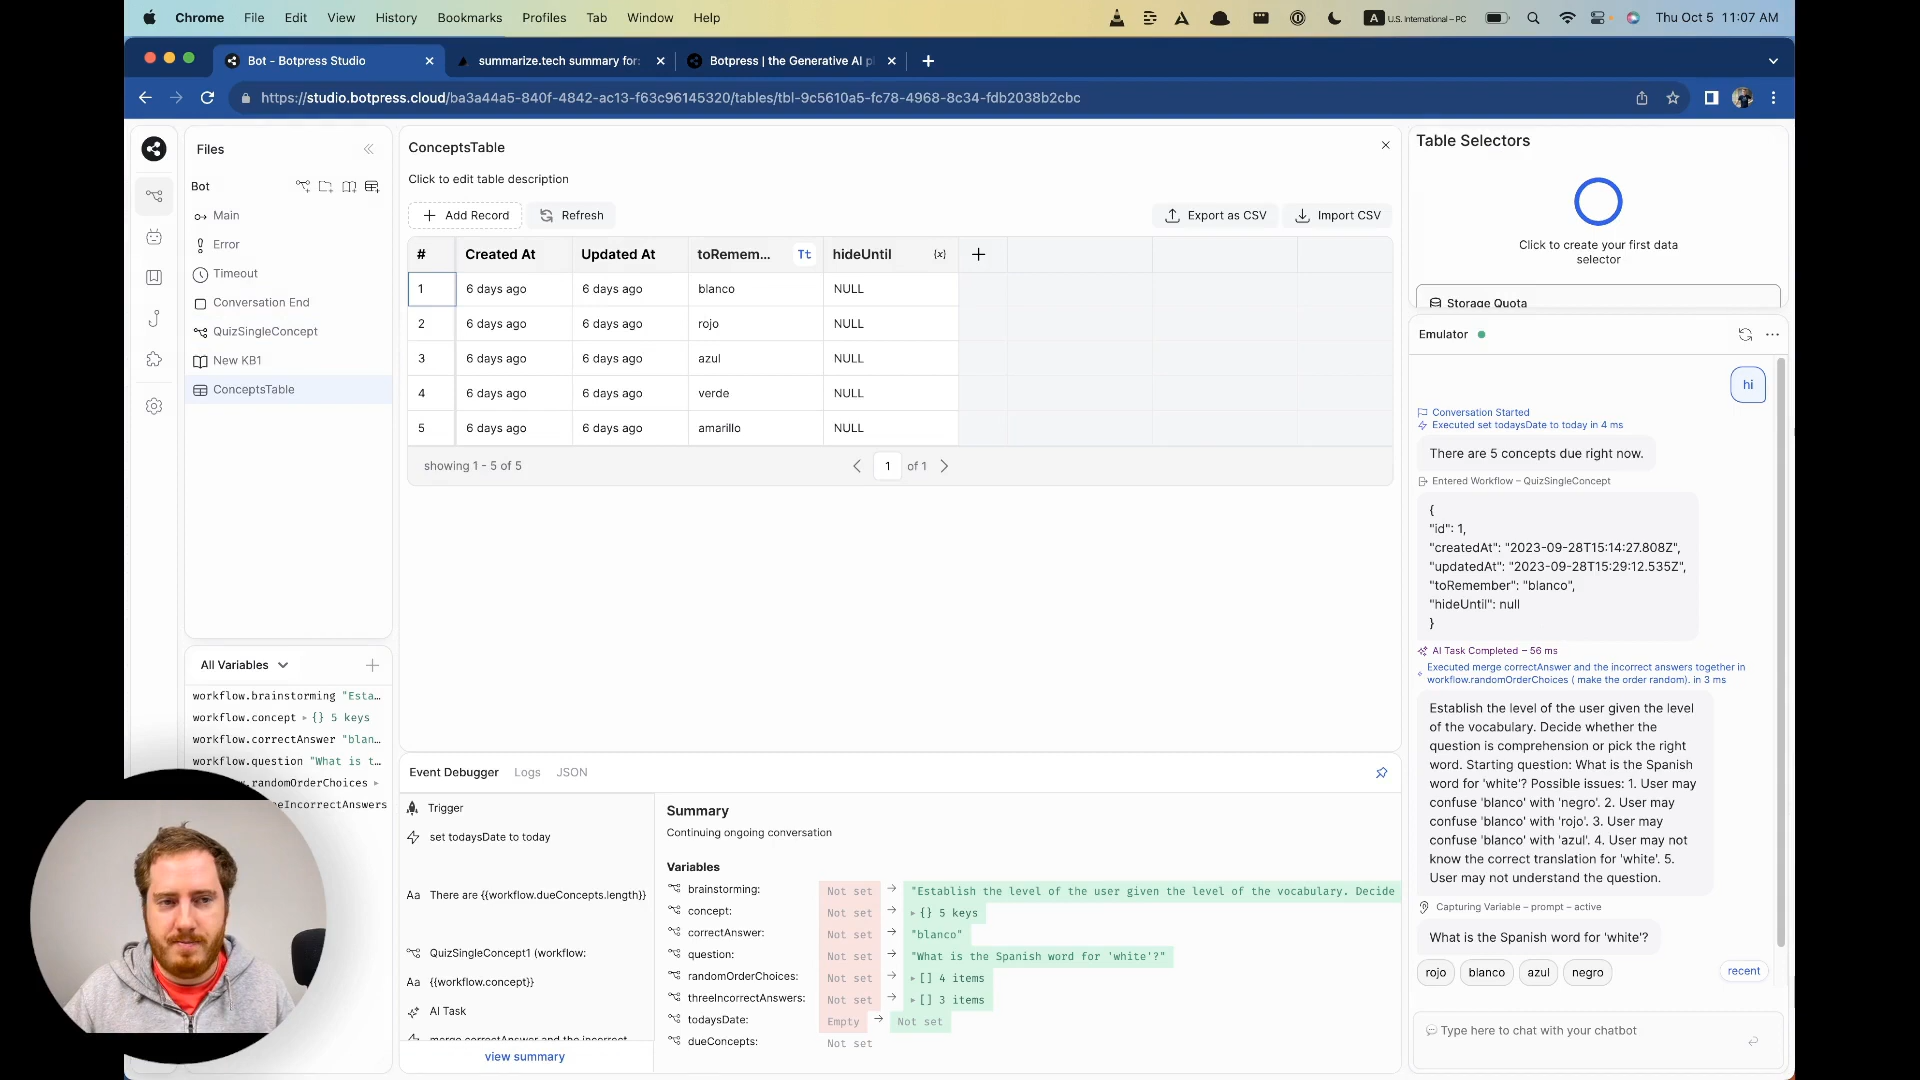 Chrome File Edit View History Bookmarks Profiles Tab Window Help
A U.S. International – PC Thu Oct 5 11:07 AM
Bot - Botpress Studio
summarize.tech summary for:
Botpress | the Generative AI pl
https://studio.botpress.cloud/ba3a44a5-840f-4842-ac13-f63c96145320/tables/tbl-9c5610a5-fc78-4968-8c34-fdb2038b2cbc
Files
Bot
Main
Error
Timeout
Conversation End
QuizSingleConcept
New KB1
ConceptsTable
All Variables
workflow.brainstorming "Esta…
workflow.concept {} 5 keys
workflow.correctAnswer "blan…
workflow.question "What is t…
.randomOrderChoices
eIncorrectAnswers
ConceptsTable
Click to edit table description
Add Record Refresh Export as CSV Import CSV
# Created At Updated At toRemem... Tt hideUntil (x)
1 6 days ago 6 days ago blanco NULL
2 6 days ago 6 days ago rojo NULL
3 6 days ago 6 days ago azul NULL
4 6 days ago 6 days ago verde NULL
5 6 days ago 6 days ago amarillo NULL
showing 1 - 5 of 5 1 of 1
Event Debugger Logs JSON
Trigger
set todaysDate to today
Aa There are {{workflow.dueConcepts.length}}
QuizSingleConcept1 (workflow:
Aa {{workflow.concept}}
AI Task
merge correctAnswer and the incorrect
view summary
Summary
Continuing ongoing conversation
Variables
brainstorming: Not set → "Establish the level of the user given the level of the vocabulary. Decide
concept: Not set → {} 5 keys
correctAnswer: Not set → "blanco"
question: Not set → "What is the Spanish word for 'white'?"
randomOrderChoices: Not set → [] 4 items
threeIncorrectAnswers: Not set → [] 3 items
todaysDate: Empty → Not set
dueConcepts: Not set
Table Selectors
Click to create your first data
selector
Storage Quota
Emulator
hi
Conversation Started
Executed set todaysDate to today in 4 ms
There are 5 concepts due right now.
Entered Workflow – QuizSingleConcept
{
"id": 1,
"createdAt": "2023-09-28T15:14:27.808Z",
"updatedAt": "2023-09-28T15:29:12.535Z",
"toRemember": "blanco",
"hideUntil": null
}
AI Task Completed – 56 ms
Executed merge correctAnswer and the incorrect answers together in
workflow.randomOrderChoices ( make the order random). in 3 ms
Establish the level of the user given the level
of the vocabulary. Decide whether the
question is comprehension or pick the right
word. Starting question: What is the Spanish
word for 'white'? Possible issues: 1. User may
confuse 'blanco' with 'negro'. 2. User may
confuse 'blanco' with 'rojo'. 3. User may
confuse 'blanco' with 'azul'. 4. User may not
know the correct translation for 'white'. 5.
User may not understand the question.
Capturing Variable – prompt – active
What is the Spanish word for 'white'?
rojo blanco azul negro
recent
Type here to chat with your chatbot